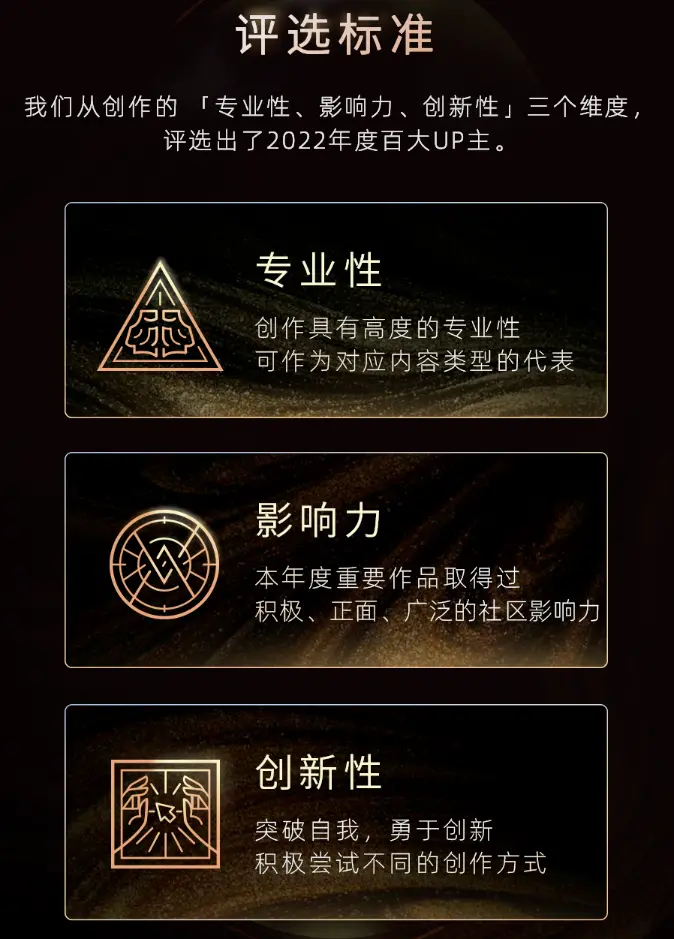 评选标准
我们从创作的「专业性、影响力、创新性」三个维度，
评选出了2022年度百大UP主。
专业性
创作具有高度的专业性
可作为对应内容类型的代表
影响力
本年度重要作品取得过
积极、正面、广泛的社区影响力
创新性
突破自我，勇于创新
积极尝试不同的创作方式